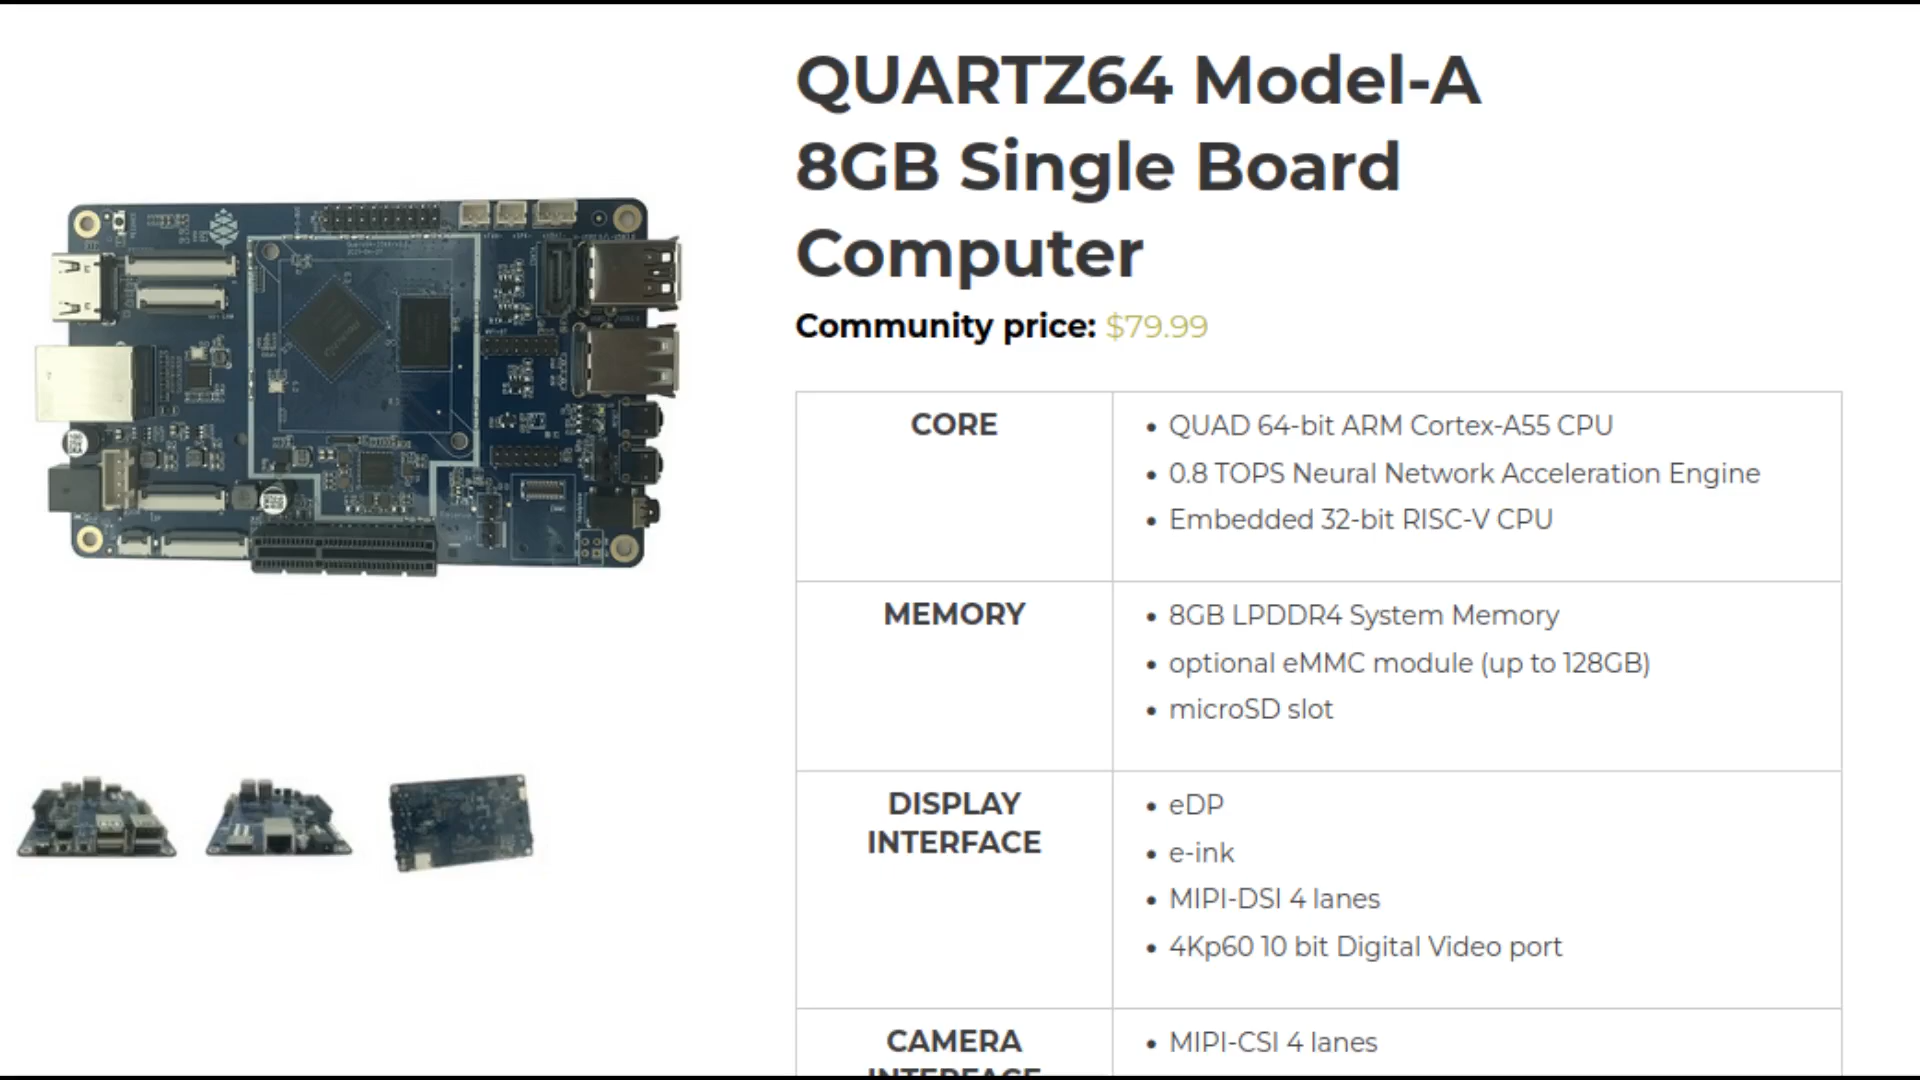 QUARTZ64 Model-A
8GB Single Board
Computer
Community price: $79.99
CORE
• QUAD 64-bit ARM Cortex-A55 CPU
• 0.8 TOPS Neural Network Acceleration Engine
• Embedded 32-bit RISC-V CPU
MEMORY
• 8GB LPDDR4 System Memory
• optional eMMC module (up to 128GB)
• microSD slot
DISPLAY
INTERFACE
• eDP
• e-ink
• MIPI-DSI 4 lanes
• 4Kp60 10 bit Digital Video port
CAMERA
INTERFACE
• MIPI-CSI 4 lanes